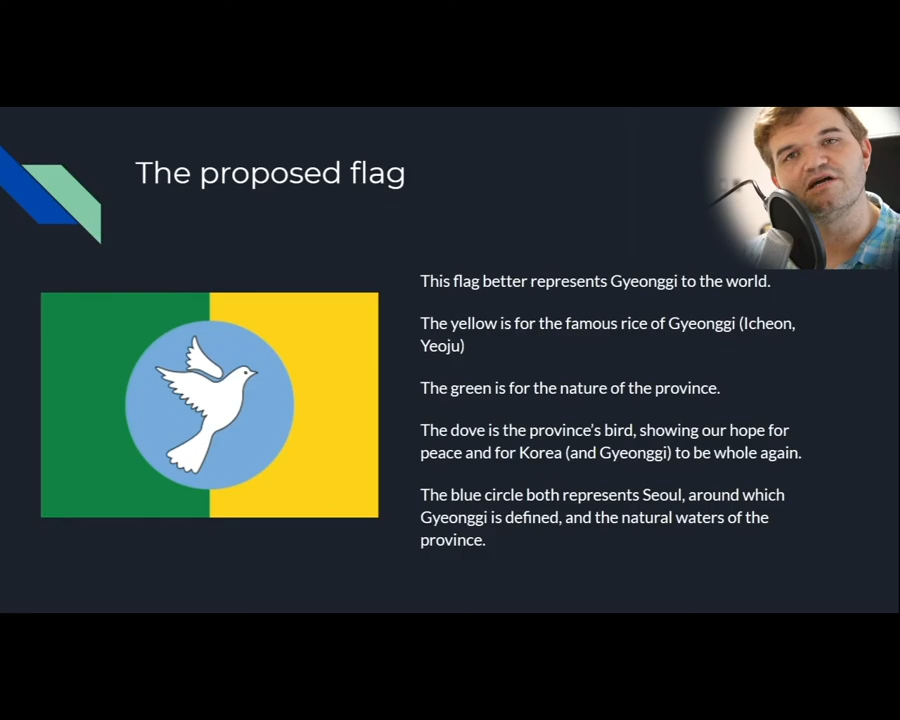 The proposed flag
This flag better represents Gyeonggi to the world.
The yellow is for the famous rice of Gyeonggi (Icheon,
Yeoju)
The green is for the nature of the province.
The dove is the province's bird, showing our hope for
peace and for Korea (and Gyeonggi) to be whole again.
The blue circle both represents Seoul, around which
Gyeonggi is defined, and the natural waters of the
province.